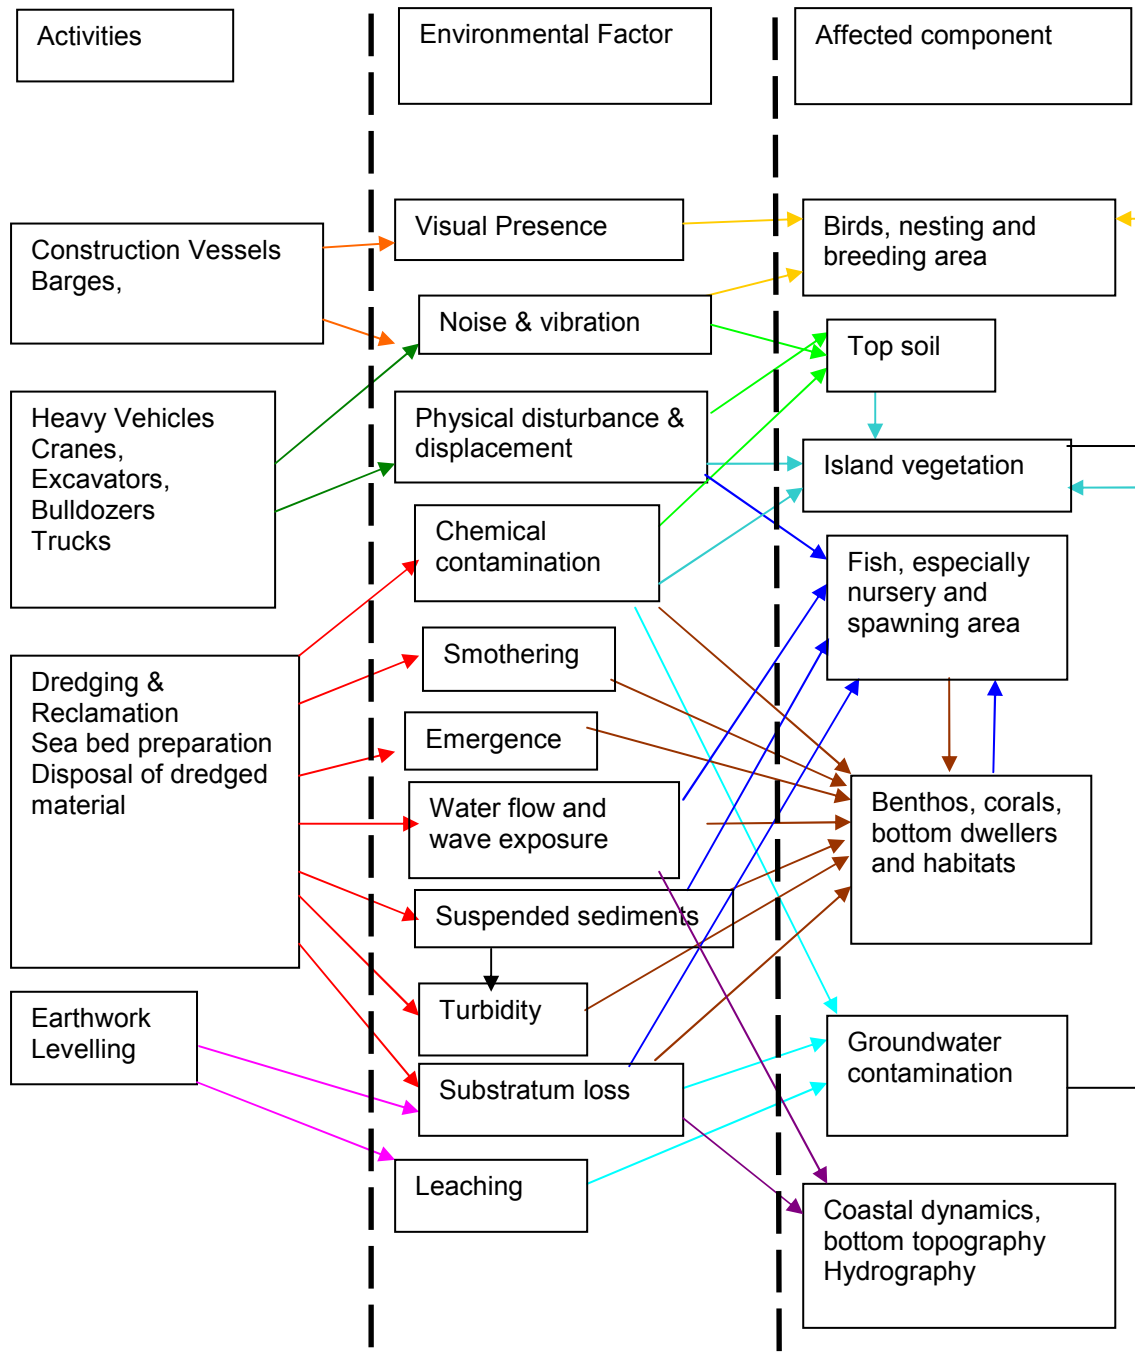 Activities
Environmental Factor
Affected component
Construction Vessels
Barges,
Heavy Vehicles
Cranes,
Excavators,
Bulldozers
Trucks
Dredging &
Reclamation
Sea bed preparation
Disposal of dredged
material
Earthwork
Levelling
Visual Presence
Noise & vibration
Physical disturbance &
displacement
Chemical
contamination
Smothering
Emergence
Water flow and
wave exposure
Suspended sediments
Turbidity
Substratum loss
Leaching
Birds, nesting and
breeding area
Top soil
Island vegetation
Fish, especially
nursery and
spawning area
Benthos, corals,
bottom dwellers
and habitats
Groundwater
contamination
Coastal dynamics,
bottom topography
Hydrography